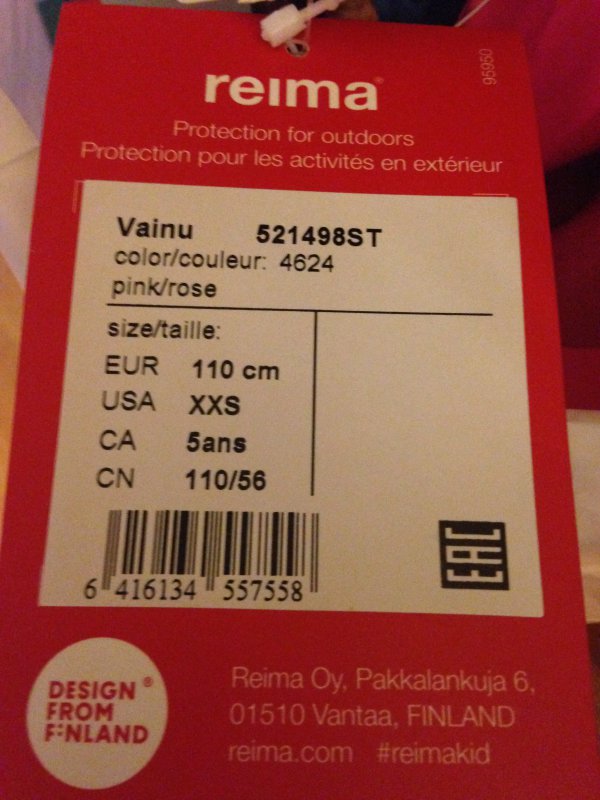 95950
reima
Protection for outdoors
Protection pour les activités en extérieur
Vainu 521498ST
color/couleur: 4624
pink/rose
size/taille:
EUR 110 cm
USA XXS
CA 5ans
CN 110/56
6 416134 557558
EAC
DESIGN ®
FROM
FINLAND
Reima Oy, Pakkalankuja 6,
01510 Vantaa, FINLAND
reima.com #reimakid